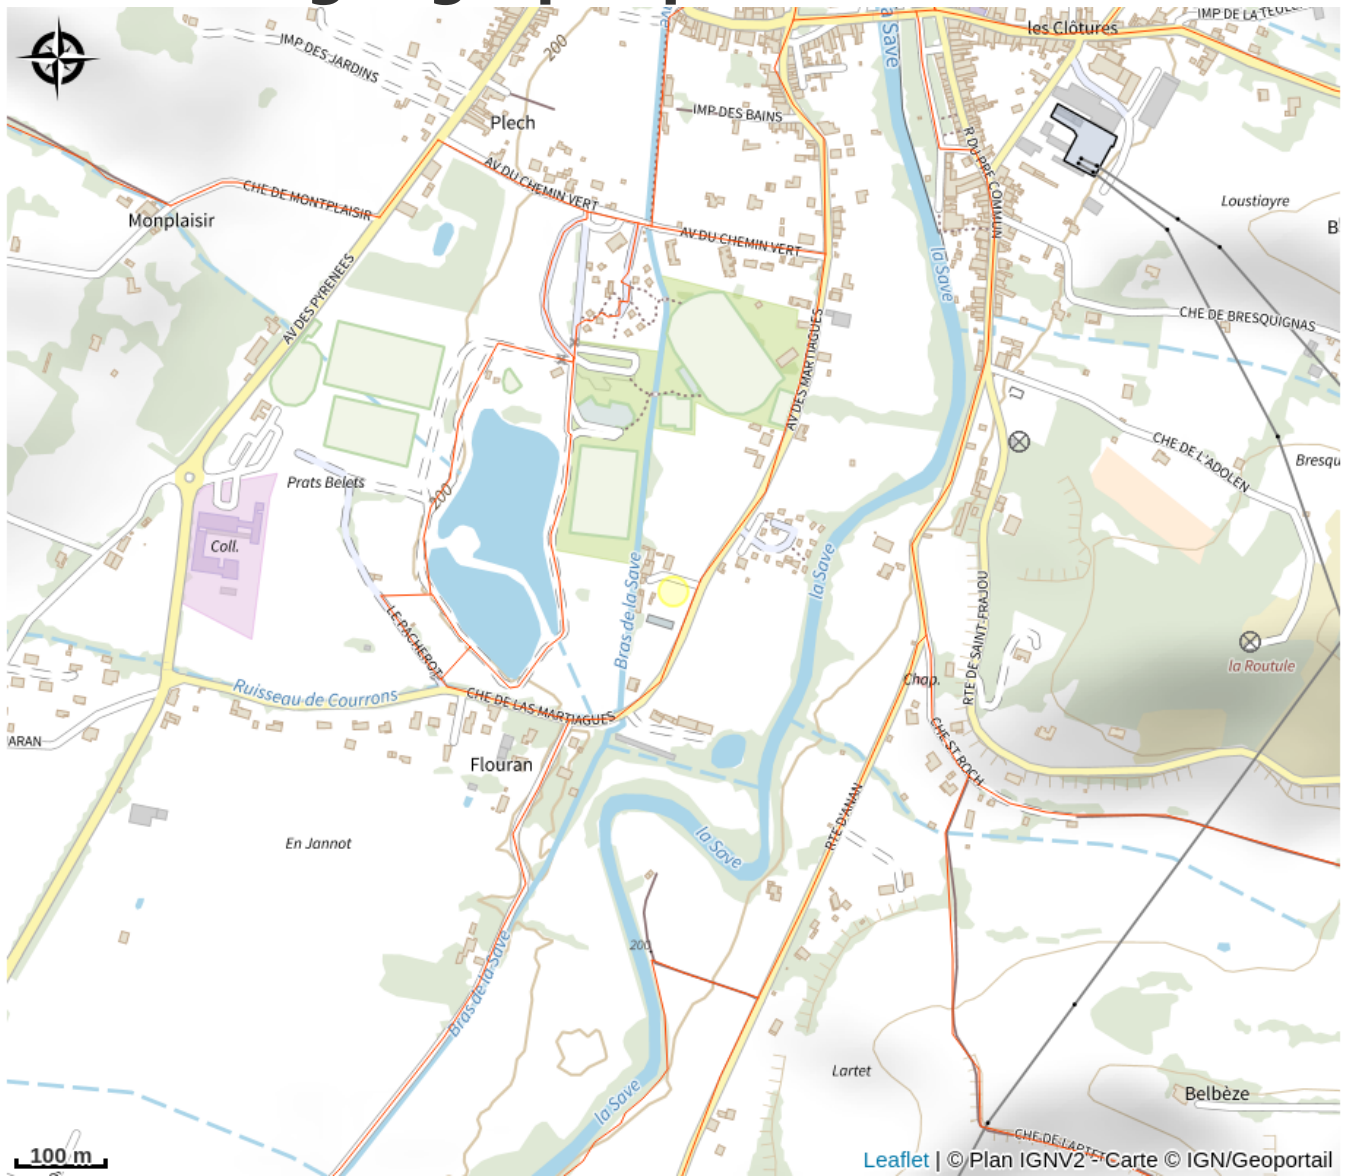 les Clôtures
IMP DES JARDINS
200
la Save
Plech
IMP DES BAINS
R DU PRE COMMUN
AV DU CHEMIN VERT
CHE DE MONTPLAISIR
Monplaisir
Loustiayre
AV DU CHEMIN VERT
AV DES PYRENEES
la Save
CHE DE BRESQUIGNAS
AV DES MARTIAGUES
CHE DE L'ADOLEN
Bresqu
Prats Belets
200
Coll.
la Save
Bras de la Save
RTE DE SAINT-FRAJOU
LE PACHEROT
la Routule
Chap.
Ruisseau de Courrons
CHE DE LAS MARTIAGUES
ARAN
CHE ST ROCH
Flouran
RTE D'ANAN
En Jannot
la Save
200
Bras de la Save
Lartet
Belbèze
la Save
CHE DE LARTET
100 m
Leaflet | © Plan IGNV2 - Carte © IGN/Geoportail